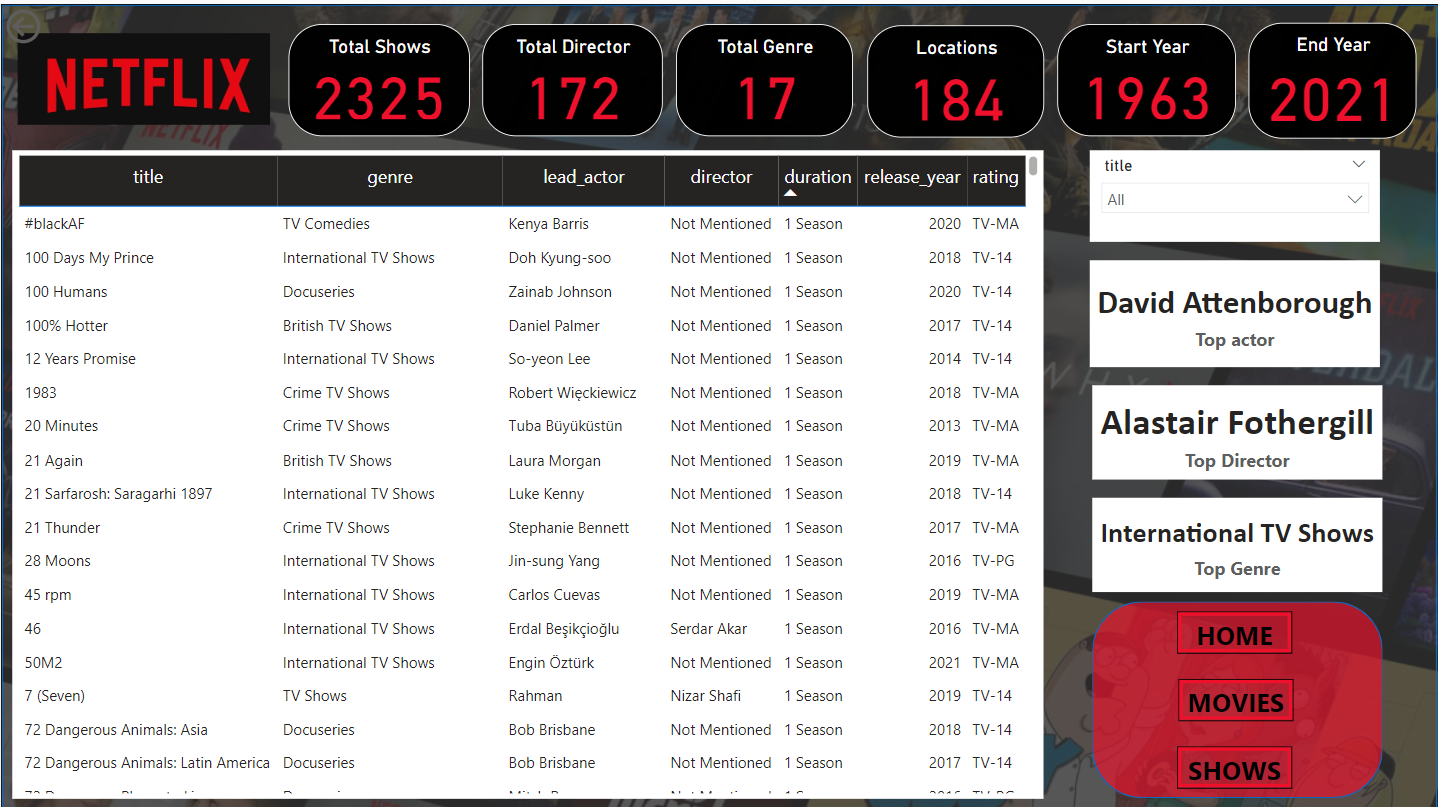 NETFLIX
Total Shows
2325
Total Director
172
Total Genre
17
Locations
184
Start Year
1963
End Year
2021
title genre lead_actor director duration release_year rating
#blackAF TV Comedies Kenya Barris Not Mentioned 1 Season 2020 TV-MA
100 Days My Prince International TV Shows Doh Kyung-soo Not Mentioned 1 Season 2018 TV-14
100 Humans Docuseries Zainab Johnson Not Mentioned 1 Season 2020 TV-14
100% Hotter British TV Shows Daniel Palmer Not Mentioned 1 Season 2017 TV-14
12 Years Promise International TV Shows So-yeon Lee Not Mentioned 1 Season 2014 TV-14
1983 Crime TV Shows Robert Więckiewicz Not Mentioned 1 Season 2018 TV-MA
20 Minutes Crime TV Shows Tuba Büyüküstün Not Mentioned 1 Season 2013 TV-MA
21 Again British TV Shows Laura Morgan Not Mentioned 1 Season 2019 TV-MA
21 Sarfarosh: Saragarhi 1897 International TV Shows Luke Kenny Not Mentioned 1 Season 2018 TV-14
21 Thunder Crime TV Shows Stephanie Bennett Not Mentioned 1 Season 2017 TV-MA
28 Moons International TV Shows Jin-sung Yang Not Mentioned 1 Season 2016 TV-PG
45 rpm International TV Shows Carlos Cuevas Not Mentioned 1 Season 2019 TV-MA
46 International TV Shows Erdal Beşikçioğlu Serdar Akar 1 Season 2016 TV-MA
50M2 International TV Shows Engin Öztürk Not Mentioned 1 Season 2021 TV-MA
7 (Seven) TV Shows Rahman Nizar Shafi 1 Season 2019 TV-14
72 Dangerous Animals: Asia Docuseries Bob Brisbane Not Mentioned 1 Season 2018 TV-14
72 Dangerous Animals: Latin America Docuseries Bob Brisbane Not Mentioned 1 Season 2017 TV-14
title
All
David Attenborough
Top actor
Alastair Fothergill
Top Director
International TV Shows
Top Genre
HOME
MOVIES
SHOWS